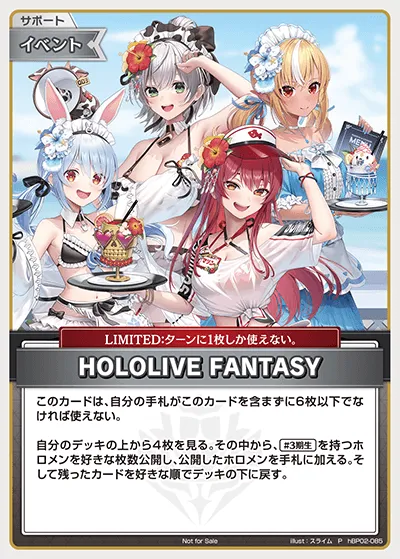 サポート
イベント
LIMITED:ターンに1枚しか使えない。
HOLOLIVE FANTASY
このカードは、自分の手札がこのカードを含まずに6枚以下でな
ければ使えない。
自分のデッキの上から4枚を見る。その中から、#3期生を持つホ
ロメンを好きな枚数公開し、公開したホロメンを手札に加える。そ
して残ったカードを好きな順でデッキの下に戻す。
Not for Sale
illust：スライム P hBP02-085